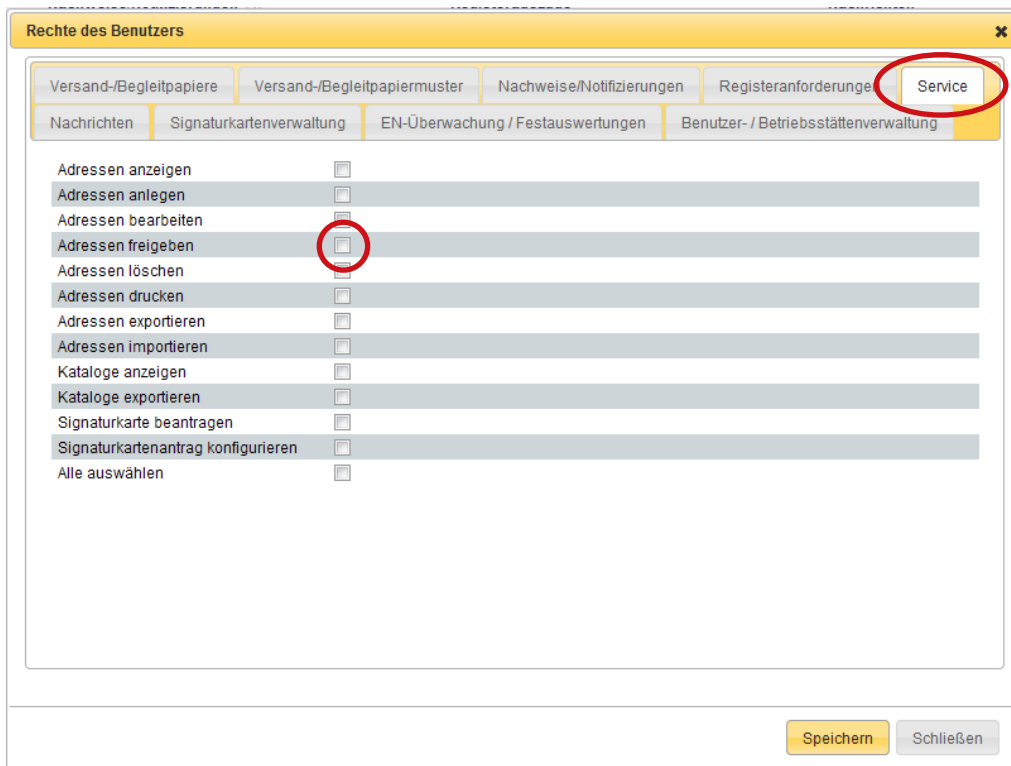 Rechte des Benutzers
Versand-/Begleitpapiere Versand-/Begleitpapiermuster Nachweise/Notifizierungen Registeranforderungen Service
Nachrichten Signaturkartenverwaltung EN-Überwachung / Festauswertungen Benutzer- / Betriebsstättenverwaltung
Adressen anzeigen
Adressen anlegen
Adressen bearbeiten
Adressen freigeben
Adressen löschen
Adressen drucken
Adressen exportieren
Adressen importieren
Kataloge anzeigen
Kataloge exportieren
Signaturkarte beantragen
Signaturkartenantrag konfigurieren
Alle auswählen
Speichern Schließen